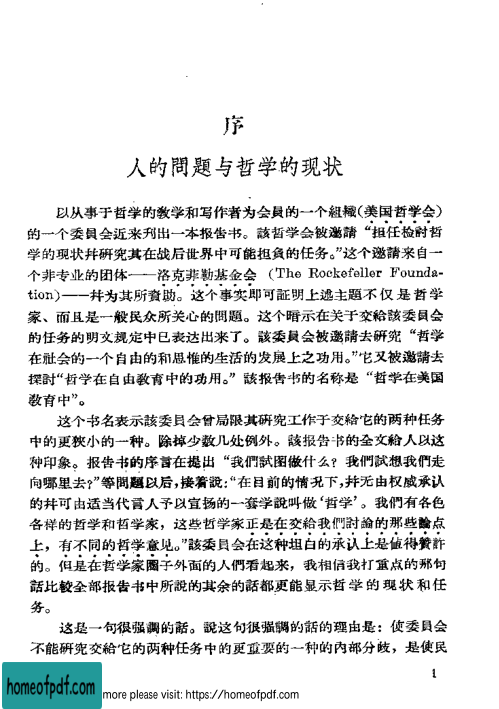 序
人的問題与哲学的现状
以从事于哲学的教学和写作者为会員的一个組織(美国哲学会)
的一个委員会近来刋出一本报告书。該哲学会被邀請“担任檢討哲
学的现状幷研究其在战后世界中可能担負的任务。”这个邀請来自一
个非专业的团体——洛克菲勒基金会 (The Rockefeller Founda-
tion)——幷为其所資助。这个事实即可証明上述主題不仅是哲学
家、而且是一般民众所关心的問題。这个暗示在关于交給該委員会
的任务的明文規定中已表达出来了。該委員会被邀請去研究“哲学
在社会的一个自由的和思惟的生活的发展上之功用。”它又被邀請去
探討“哲学在自由教育中的功用。”該报告书的名称是“哲学在美国
教育中”。
这个书名表示該委員会曾局限其研究工作于交給它的两种任务
中的更狹小的一种。除掉少数几处例外。該报告书的全文給人以这
种印象。报告书的序言在提出“我們試图做什么？我們試想我們走
向哪里去？”等問題以后，接着說：“在目前的情况下，幷无由权威承认
的幷可由适当代言人予以宣揚的一套学說叫做‘哲学’。我們有各色
各样的哲学和哲学家，这些哲学家正是在交給我們討論的那些論点
上，有不同的哲学意見。”該委員会在这种坦白的承认上是值得贊許
的。但是在哲学家圈子外面的人們看起来，我相信我打重点的那句
話比較全部报告书中所說的其余的話都更能显示哲学的现状和任
务。
这是一句很强調的話。說这句很强調的話的理由是：使委員会
不能研究交給它的两种任务中的更重要的一种的內部分歧，是使民
1
homeofpdf.com
more please visit: https://homeofpdf.com